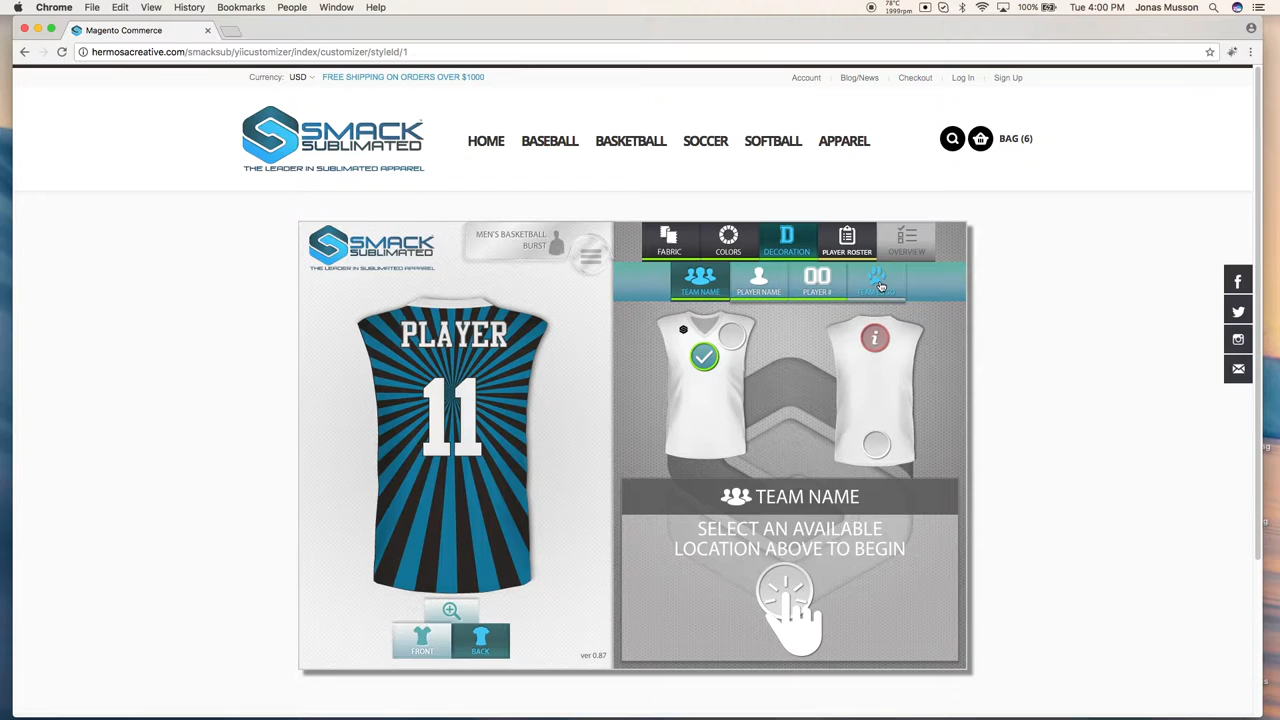 Chrome File Edit View History Bookmarks People Window Help
78°C
1999rpm
100% Tue 4:00 PM Jonas Musson
Magento Commerce
hermosacreative.com/smacksub/yiicustomizer/index/customizer/styleId/1
Currency: USD FREE SHIPPING ON ORDERS OVER $1000
Account Blog/News Checkout Log In Sign Up
SMACK
SUBLIMATED
THE LEADER IN SUBLIMATED APPAREL
HOME BASEBALL BASKETBALL SOCCER SOFTBALL APPAREL
BAG (6)
SMACK
SUBLIMATED
THE LEADER IN SUBLIMATED APPAREL
MEN'S BASKETBALL
BURST
FABRIC COLORS DECORATION PLAYER ROSTER OVERVIEW
TEAM NAME PLAYER NAME PLAYER #
PLAYER
11
TEAM NAME
SELECT AN AVAILABLE
LOCATION ABOVE TO BEGIN
FRONT BACK
ver 0.87